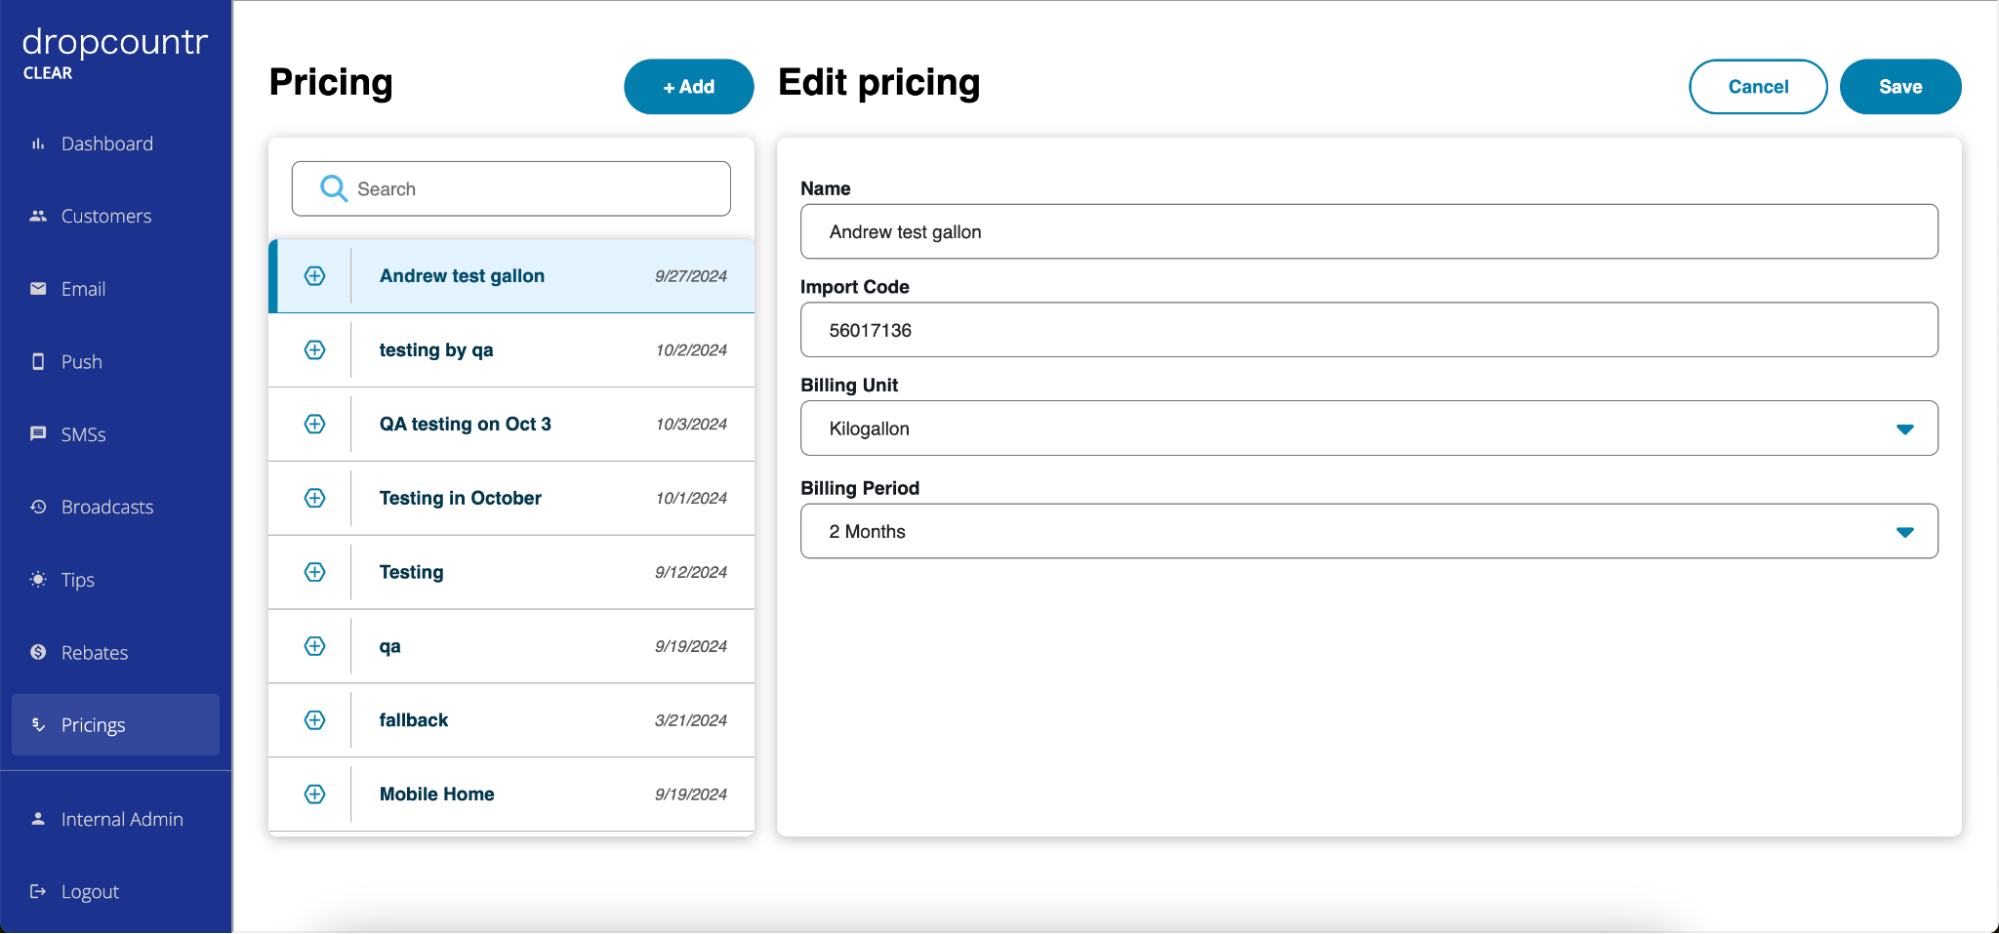 dropcountr
CLEAR
Dashboard
Customers
Email
Push
SMSs
Broadcasts
Tips
Rebates
Pricings
Internal Admin
Logout
Pricing
+ Add
Search
Andrew test gallon 9/27/2024
testing by qa 10/2/2024
QA testing on Oct 3 10/3/2024
Testing in October 10/1/2024
Testing 9/12/2024
qa 9/19/2024
fallback 3/21/2024
Mobile Home 9/19/2024
Edit pricing
Cancel
Save
Name
Andrew test gallon
Import Code
56017136
Billing Unit
Kilogallon
Billing Period
2 Months